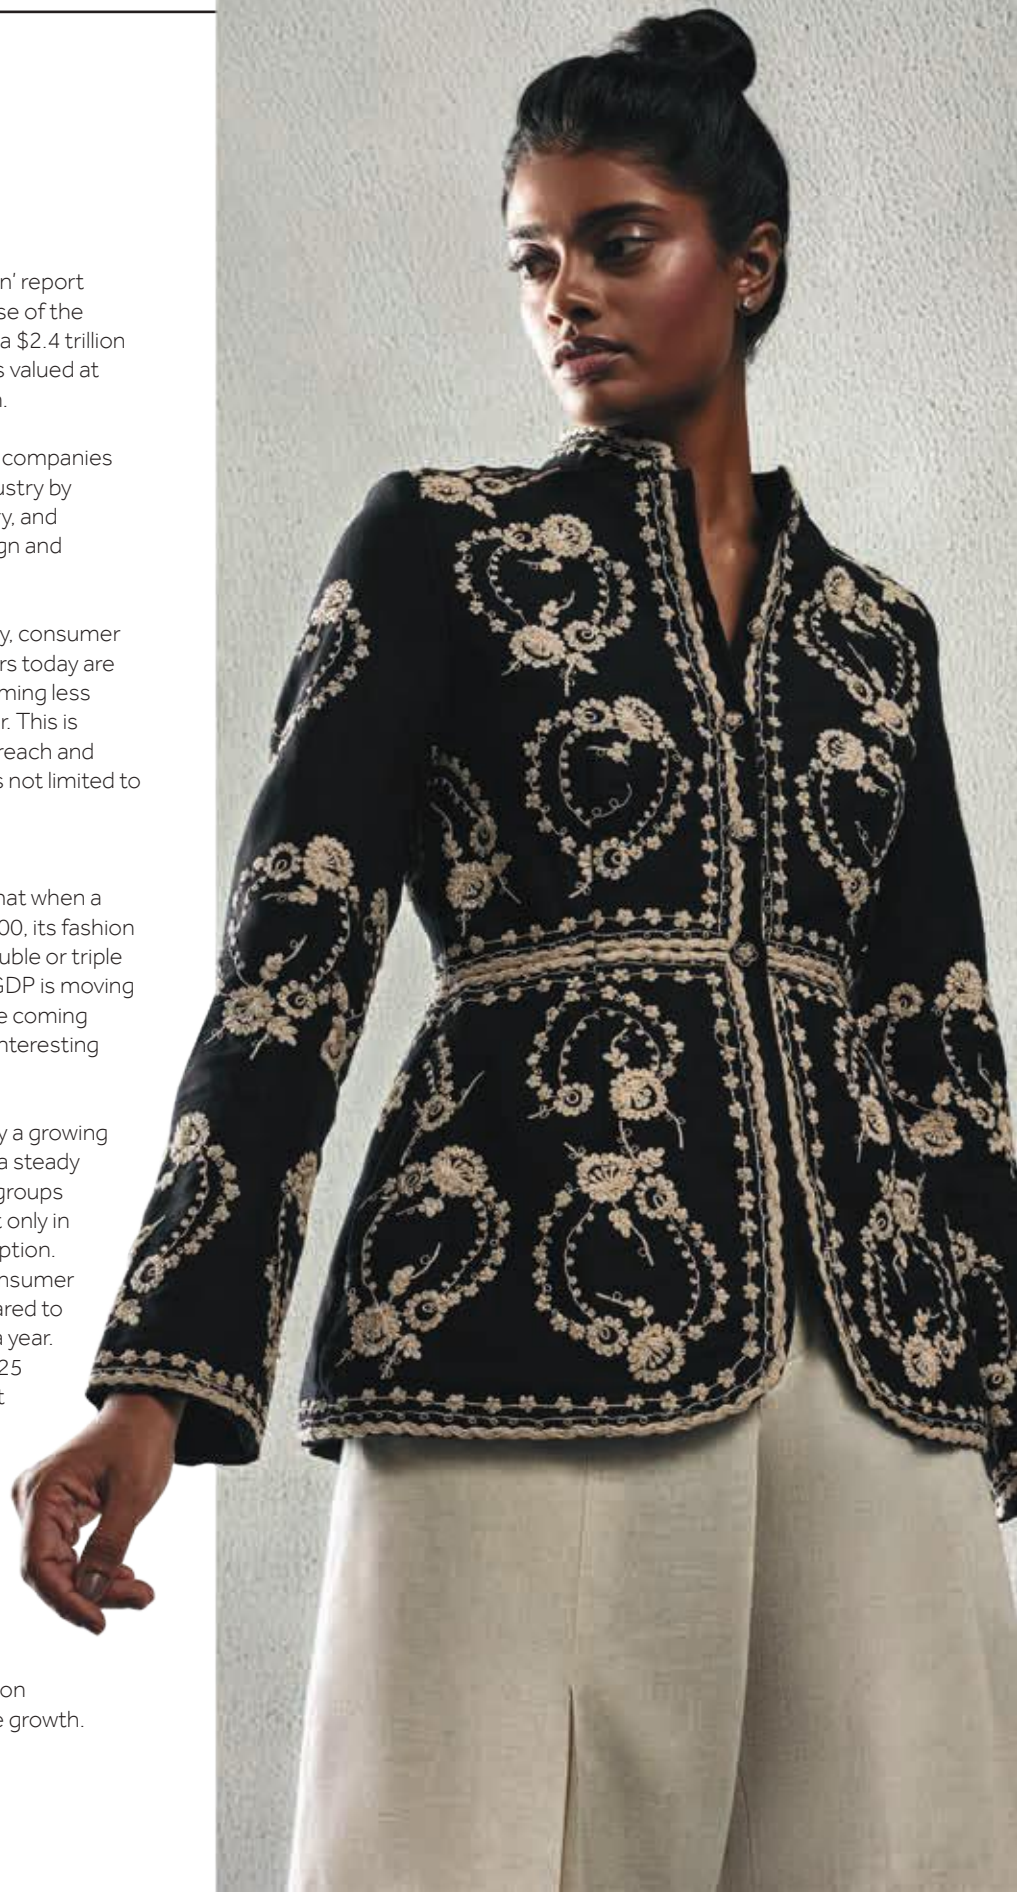 n' report
se of the
a $2.4 trillion
s valued at
.
companies
ustry by
y, and
gn and
y, consumer
rs today are
ming less
r. This is
reach and
s not limited to
hat when a
00, its fashion
uble or triple
GDP is moving
e coming
nteresting
y a growing
a steady
groups
t only in
ption.
nsumer
ared to
a year.
25
t
on
e growth.